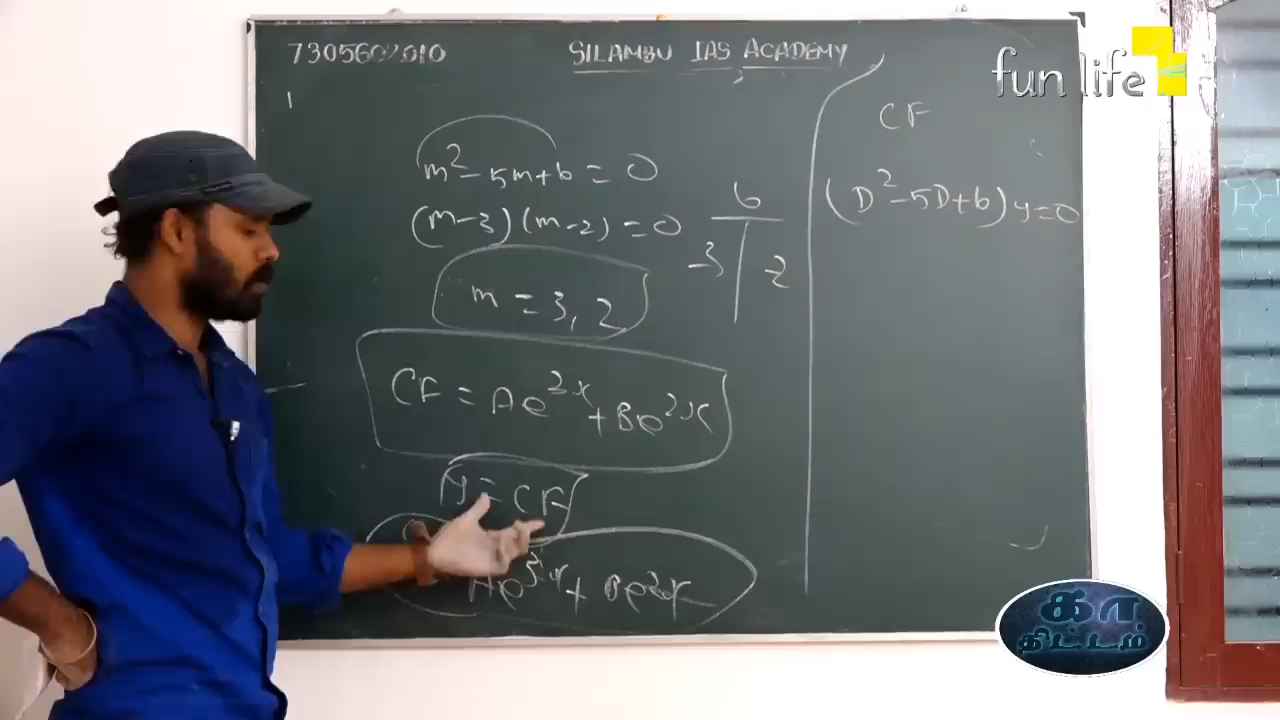 7305602010
SILAMBU IAS ACADEMY
fun life
m² - 5m + 6 = 0
(m-3)(m-2) = 0
6
-3 2
m = 3, 2
CF = Ae^3x + Be^2x
y = CF
Ae^3x + Be^2x
CF
(D² - 5D + 6)y = 0
கா
திட்டம்